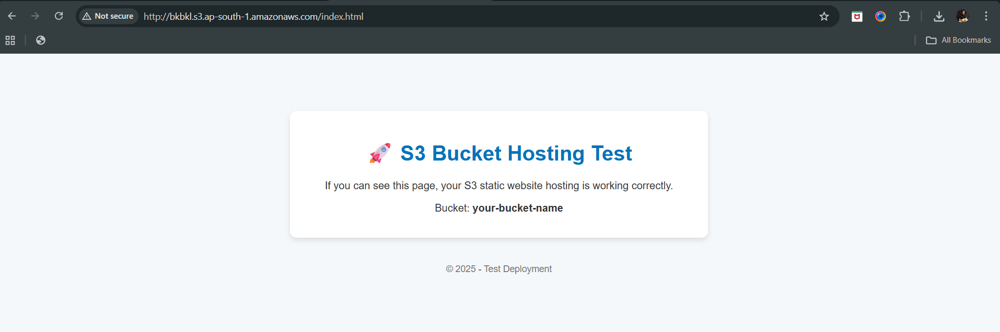 Not secure http://bkbkl.s3.ap-south-1.amazonaws.com/index.html
All Bookmarks
🚀 S3 Bucket Hosting Test
If you can see this page, your S3 static website hosting is working correctly.
Bucket: your-bucket-name
© 2025 - Test Deployment